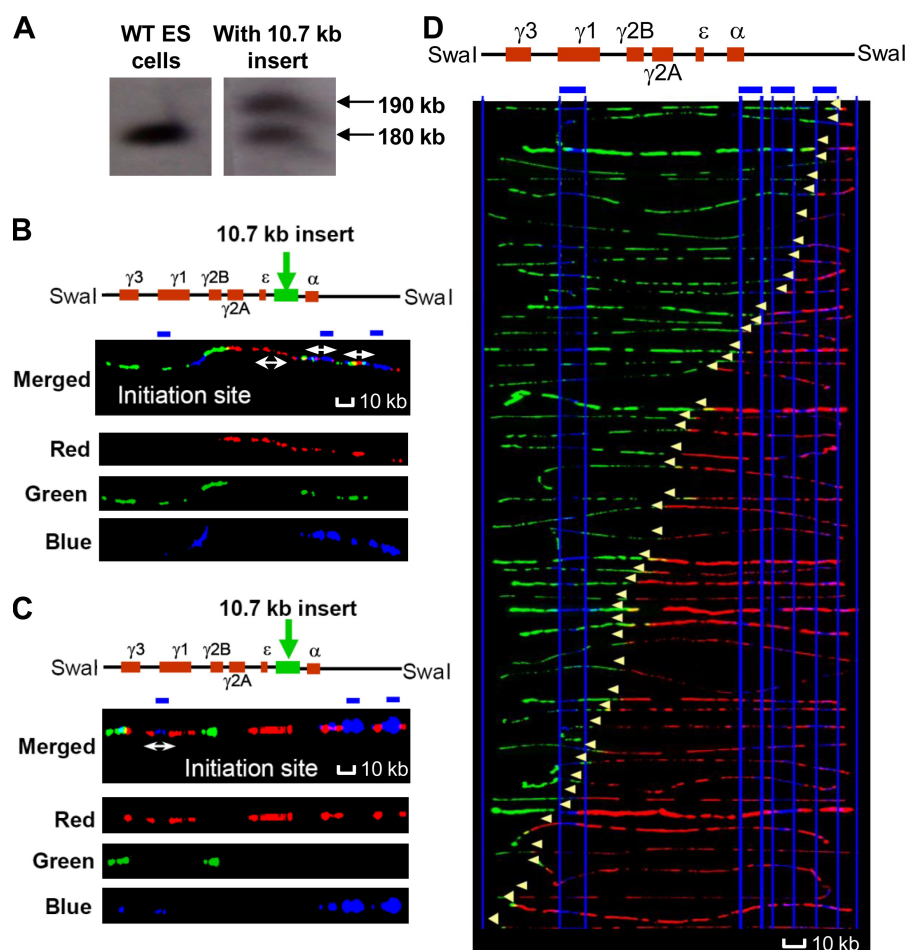 A
WT ES cells
With 10.7 kb insert
190 kb
180 kb
B
10.7 kb insert
SwaI γ3 γ1 γ2B γ2A ε α SwaI
Merged
Initiation site
10 kb
Red
Green
Blue
C
10.7 kb insert
SwaI γ3 γ1 γ2B γ2A ε α SwaI
Merged
Initiation site
10 kb
Red
Green
Blue
D
SwaI γ3 γ1 γ2B γ2A ε α SwaI
10 kb